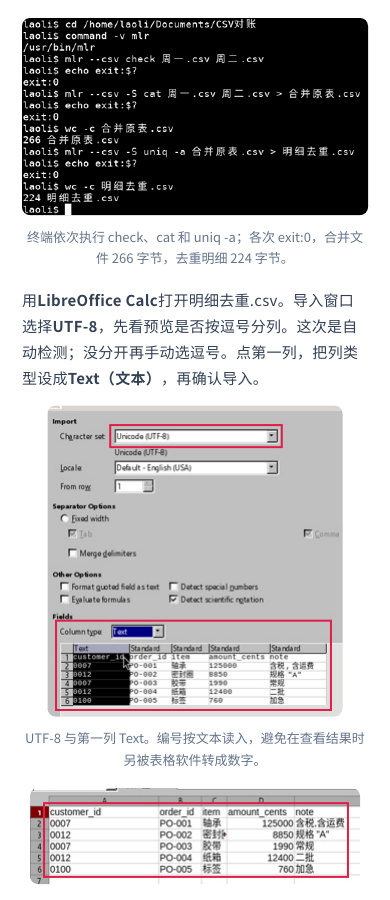 laoli$ cd /home/laoli/Documents/CSV对账
laoli$ command -v mlr
/usr/bin/mlr
laoli$ mlr --csv check 周一.csv 周二.csv
laoli$ echo exit:$?
exit:0
laoli$ mlr --csv -S cat 周一.csv 周二.csv > 合并原表.csv
laoli$ echo exit:$?
exit:0
laoli$ wc -c 合并原表.csv
266 合并原表.csv
laoli$ mlr --csv -S uniq -a 合并原表.csv > 明细去重.csv
laoli$ echo exit:$?
exit:0
laoli$ wc -c 明细去重.csv
224 明细去重.csv
laoli$
终端依次执行 check、cat 和 uniq -a；各次 exit:0，合并文
件 266 字节，去重明细 224 字节。
用LibreOffice Calc打开明细去重.csv。导入窗口
选择UTF-8，先看预览是否按逗号分列。这次是自
动检测；没分开再手动选逗号。点第一列，把列类
型设成Text（文本），再确认导入。
Import
Character set: Unicode (UTF-8)
Unicode (UTF-8)
Locale Default - English (USA)
From row: 1
Separator Options
Fixed width
Tab Comma
Merge delimiters
Other Options
Format quoted field as text Detect special numbers
Evaluate formulas Detect scientific notation
Fields
Column type: Text
Text Standard Standard Standard Standard
1 customer_id order_id item amount_cents note
2 0007 PO-001 轴承 125000 含税,含运费
3 0012 PO-002 密封圈 8850 规格 "A"
4 0007 PO-003 胶带 1990 常规
5 0012 PO-004 纸箱 12400 二批
6 0100 PO-005 标签 760 加急
UTF-8 与第一列 Text。编号按文本读入，避免在查看结果时
另被表格软件转成数字。
A B C D
1 customer_id order_id item amount_cents note
2 0007 PO-001 轴承 125000 含税,含运费
3 0012 PO-002 密封 8850 规格 "A"
4 0007 PO-003 胶带 1990 常规
5 0012 PO-004 纸箱 12400 二批
6 0100 PO-005 标签 760 加急
7